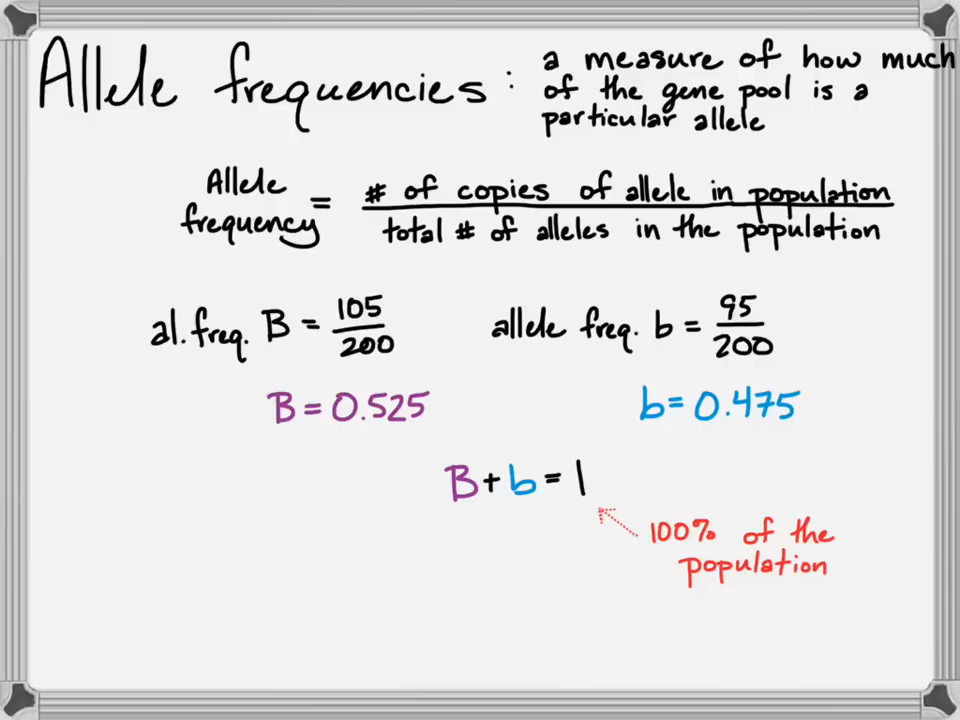 Allele frequencies: a measure of how much
of the gene pool is a
particular allele
Allele
frequency = # of copies of allele in population
total # of alleles in the population
al. freq. B = 105/200 allele freq. b = 95/200
B = 0.525 b = 0.475
B + b = 1
100% of the
population